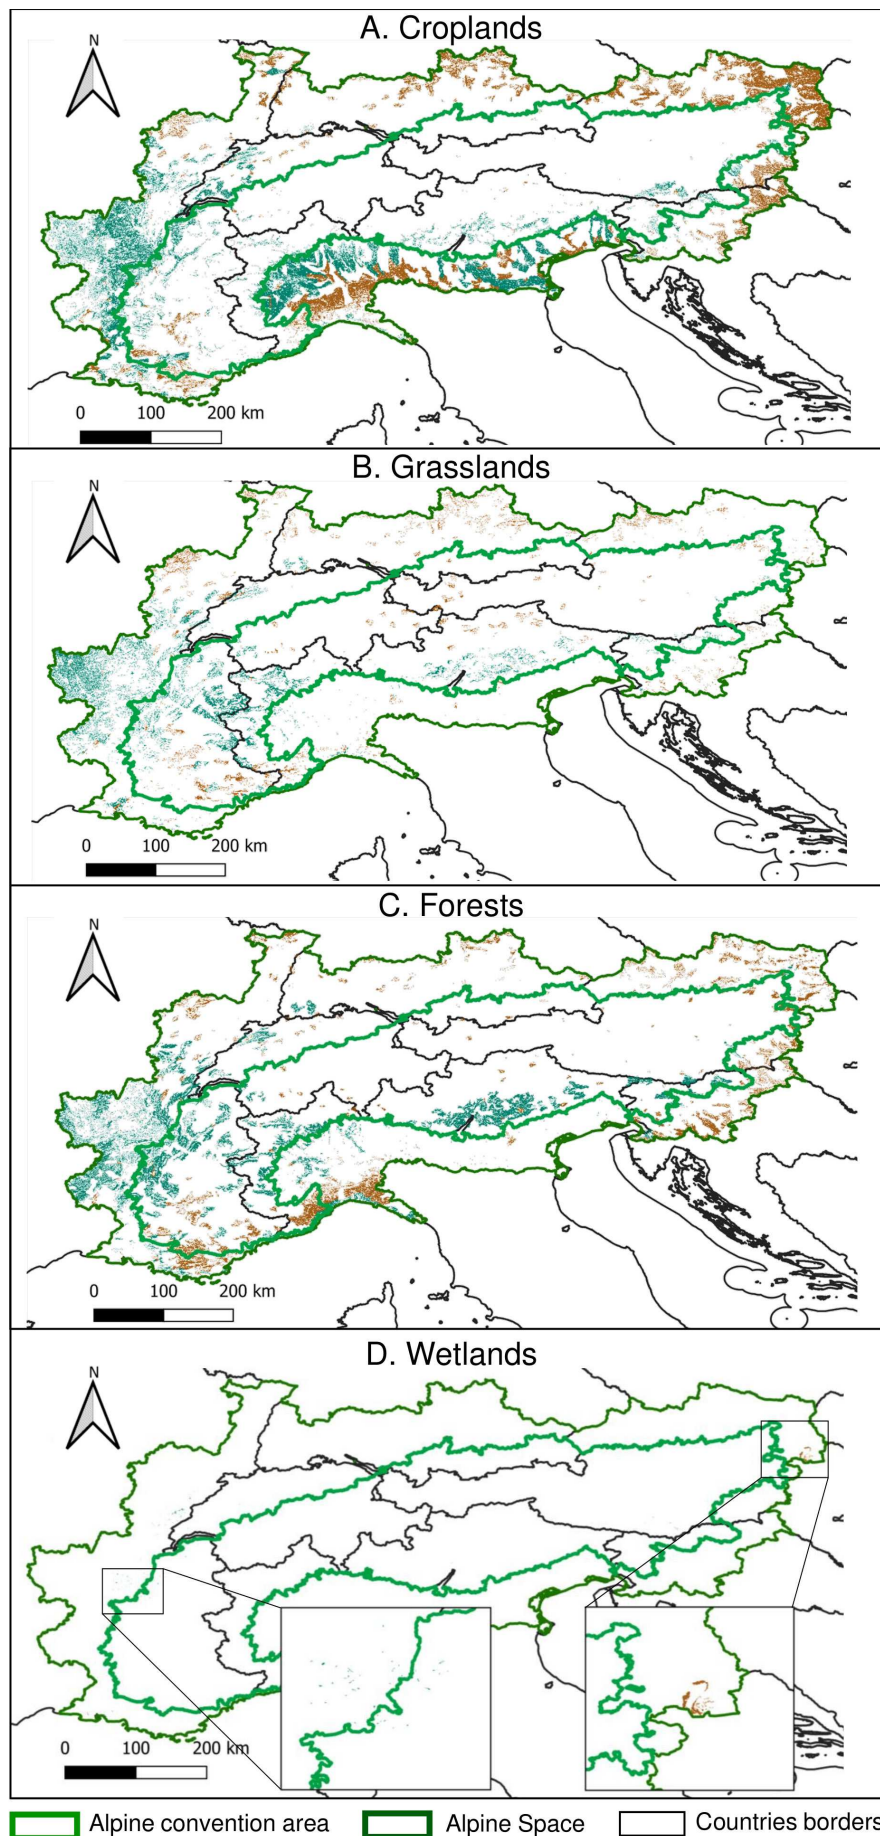 A. Croplands
N
0 100 200 km
B. Grasslands
N
0 100 200 km
C. Forests
N
0 100 200 km
D. Wetlands
N
0 100 200 km
Alpine convention area Alpine Space Countries borders